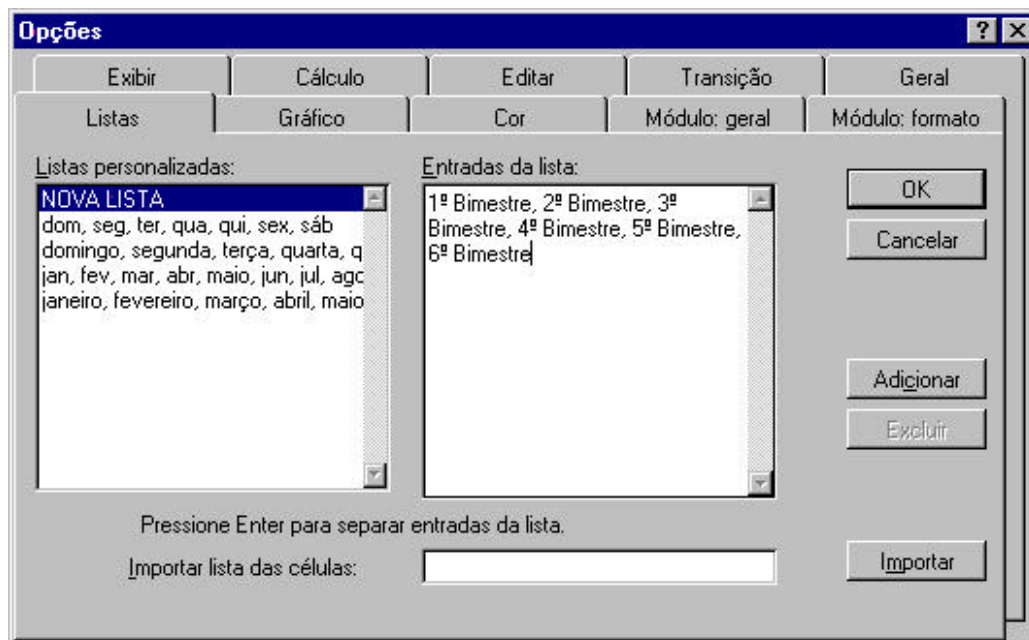 Opções
Exibir
Cálculo
Editar
Transição
Geral
Listas
Gráfico
Cor
Módulo: geral
Módulo: formato
Listas personalizadas:
NOVA LISTA
dom, seg, ter, qua, qui, sex, sáb
domingo, segunda, terça, quarta, q
jan, fev, mar, abr, maio, jun, jul, ago
janeiro, fevereiro, março, abril, maio
Entradas da lista:
1º Bimestre, 2º Bimestre, 3º
Bimestre, 4º Bimestre, 5º Bimestre,
6º Bimestre
OK
Cancelar
Adicionar
Excluir
Pressione Enter para separar entradas da lista.
Importar lista das células:
Importar